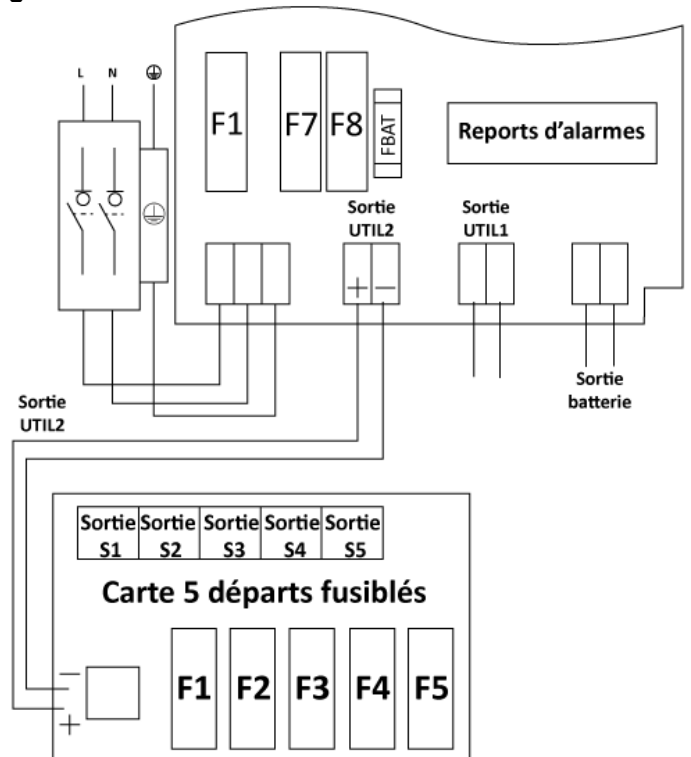 L N
F1 F7 F8 FBAT
Reports d'alarmes
Sortie
UTIL2
Sortie
UTIL1
+ −
Sortie
batterie
Sortie
UTIL2
Sortie S1
Sortie S2
Sortie S3
Sortie S4
Sortie S5
Carte 5 départs fusiblés
F1 F2 F3 F4 F5
−
+